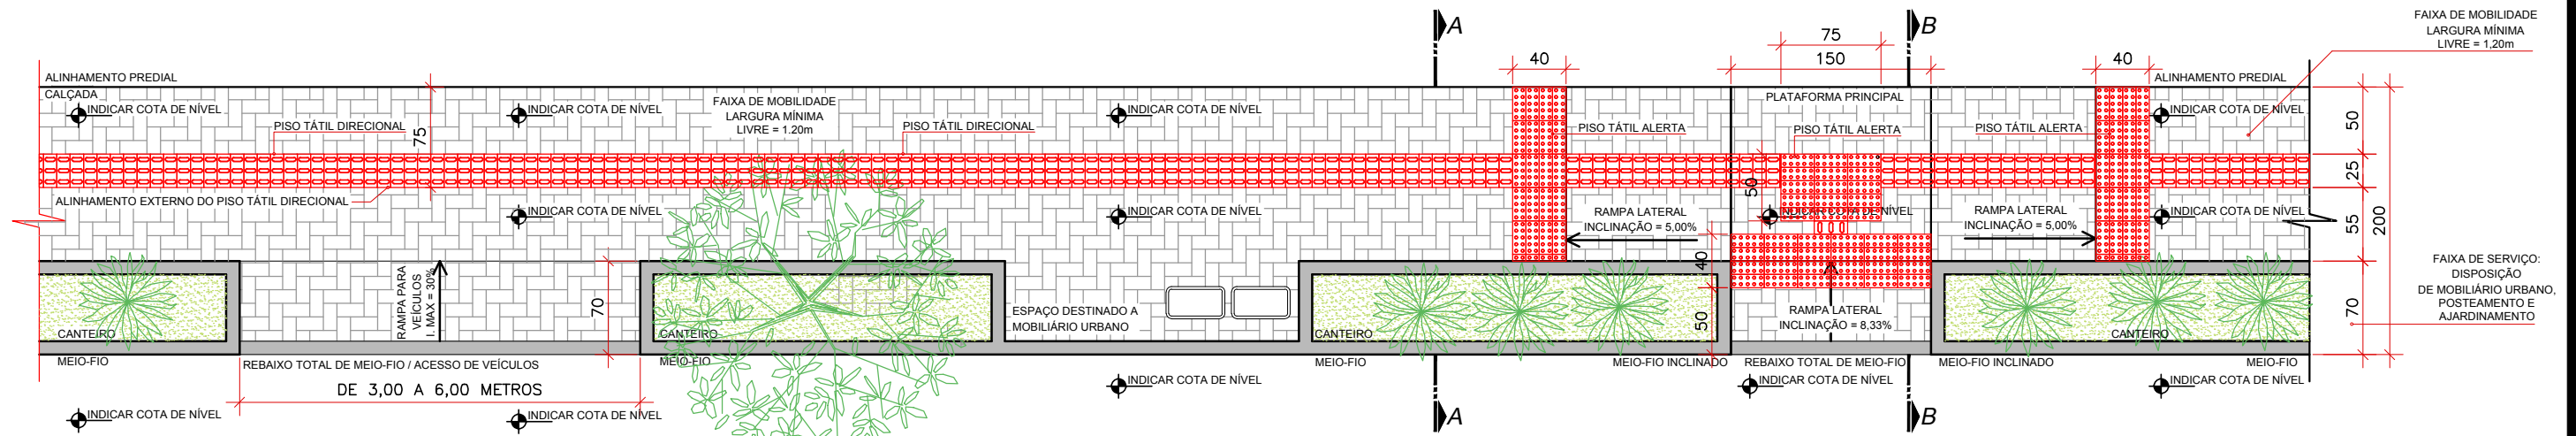 FAIXA DE MOBILIDADE
LARGURA MÍNIMA
LIVRE = 1,20m
A
B
75
40
150
40
ALINHAMENTO PREDIAL
ALINHAMENTO PREDIAL
CALÇADA
INDICAR COTA DE NÍVEL
INDICAR COTA DE NÍVEL
FAIXA DE MOBILIDADE
LARGURA MÍNIMA
LIVRE = 1.20m
INDICAR COTA DE NÍVEL
PLATAFORMA PRINCIPAL
INDICAR COTA DE NÍVEL
PISO TÁTIL DIRECIONAL
75
PISO TÁTIL DIRECIONAL
PISO TÁTIL ALERTA
PISO TÁTIL ALERTA
PISO TÁTIL ALERTA
50
25
55
200
70
ALINHAMENTO EXTERNO DO PISO TÁTIL DIRECIONAL
INDICAR COTA DE NÍVEL
INDICAR COTA DE NÍVEL
RAMPA LATERAL
INCLINAÇÃO = 5,00%
50
INDICAR COTA DE NÍVEL
RAMPA LATERAL
INCLINAÇÃO = 5,00%
INDICAR COTA DE NÍVEL
RAMPA PARA
VEÍCULOS
I. MAX = 30%
70
40
50
FAIXA DE SERVIÇO:
DISPOSIÇÃO
DE MOBILIÁRIO URBANO,
POSTEAMENTO E
AJARDINAMENTO
ESPAÇO DESTINADO A
MOBILIÁRIO URBANO
RAMPA LATERAL
INCLINAÇÃO = 8,33%
CANTEIRO
CANTEIRO
CANTEIRO
CANTEIRO
MEIO-FIO
REBAIXO TOTAL DE MEIO-FIO / ACESSO DE VEÍCULOS
MEIO-FIO
MEIO-FIO
MEIO-FIO INCLINADO
REBAIXO TOTAL DE MEIO-FIO
MEIO-FIO INCLINADO
MEIO-FIO
DE 3,00 A 6,00 METROS
INDICAR COTA DE NÍVEL
INDICAR COTA DE NÍVEL
INDICAR COTA DE NÍVEL
INDICAR COTA DE NÍVEL
INDICAR COTA DE NÍVEL
A
B